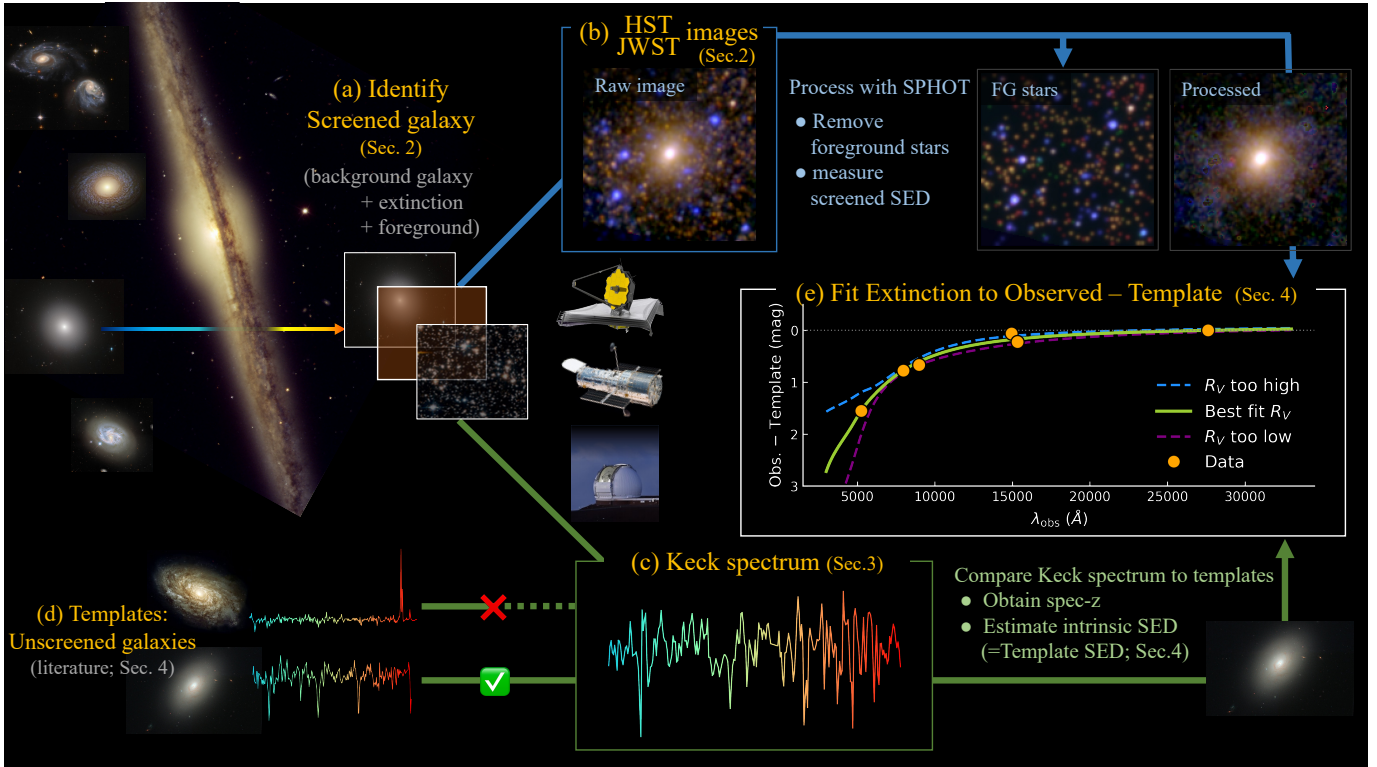 (a) Identify
Screened galaxy
(Sec. 2)
(background galaxy
+ extinction
+ foreground)
(b) HST
JWST images
(Sec.2)
Raw image
Process with SPHOT
● Remove
foreground stars
● measure
screened SED
FG stars
Processed
(e) Fit Extinction to Observed – Template (Sec. 4)
Obs. − Template (mag)
0
1
2
3
R_V too high
Best fit R_V
R_V too low
Data
5000 10000 15000 20000 25000 30000
λ_obs (Å)
(c) Keck spectrum (Sec.3)
(d) Templates:
Unscreened galaxies
(literature; Sec. 4)
Compare Keck spectrum to templates
● Obtain spec-z
● Estimate intrinsic SED
(=Template SED; Sec.4)